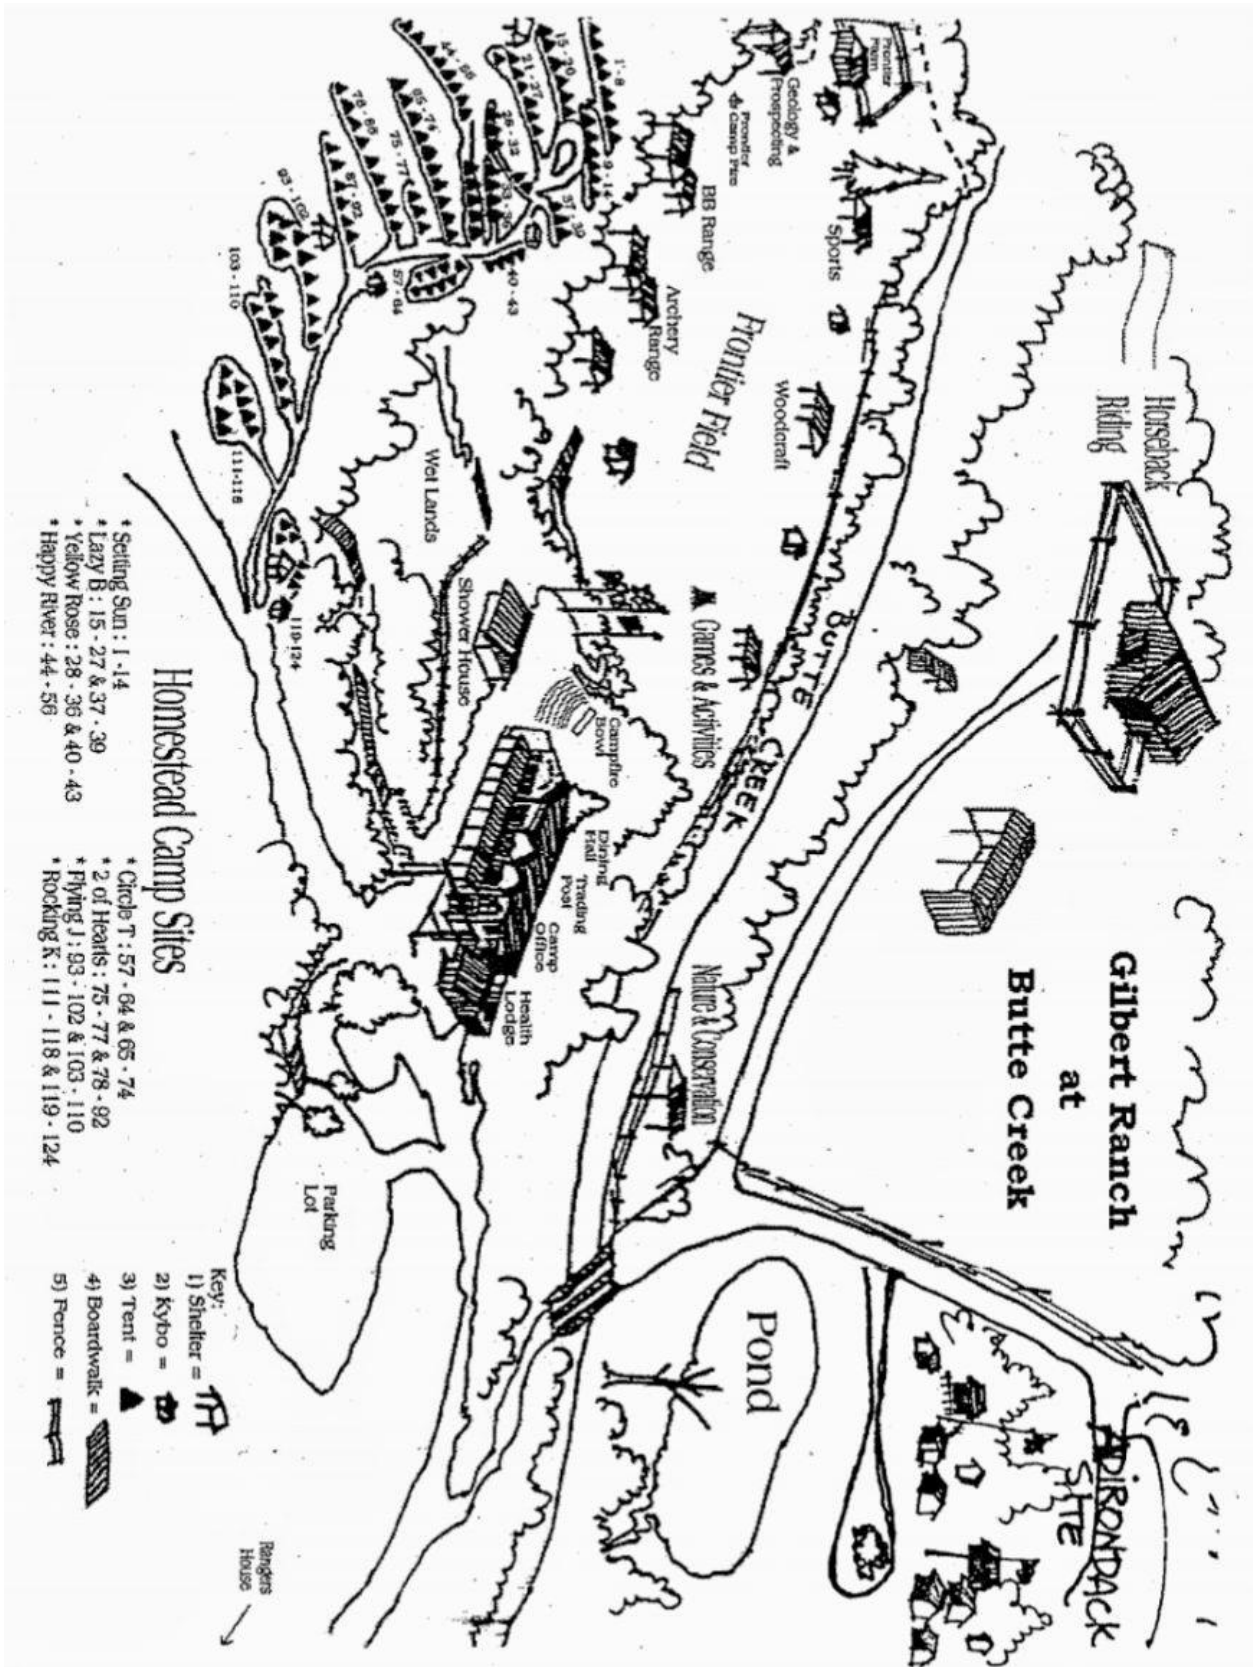 Gilbert Ranch
at
Butte Creek
Horseback
Riding
ADIRONDACK
SITE
Pond
Frontier
Farm
Geology &
Prospecting
Frontier
Camp Fire
Sports
BB Range
Archery
Range
Frontier Field
Woodcraft
BUTTE CREEK
Games & Activities
Nature & Conservation
Campfire
Bowl
Dining
Hall
Trading
Post
Camp
Office
Health
Lodge
Shower House
Wet Lands
1 - 8
9 - 14
15 - 20
21 - 27
28 - 32
33 - 36
37 - 39
40 - 43
44 - 56
57 - 64
65 - 74
75 - 77
78 - 86
87 - 92
93 - 102
103 - 110
111 - 118
119 - 124
Parking
Lot
Rangers
House
Homestead Camp Sites
* Setting Sun : 1 - 14
* Lazy B : 15 - 27 & 37 - 39
* Yellow Rose : 28 - 36 & 40 - 43
* Happy River : 44 - 56
* Circle T : 57 - 64 & 65 - 74
* 2 of Hearts : 75 - 77 & 78 - 92
* Flying J : 93 - 102 & 103 - 110
* Rocking K : 111 - 118 & 119 - 124
Key:
1) Shelter =
2) Kybo =
3) Tent =
4) Boardwalk =
5) Fence =